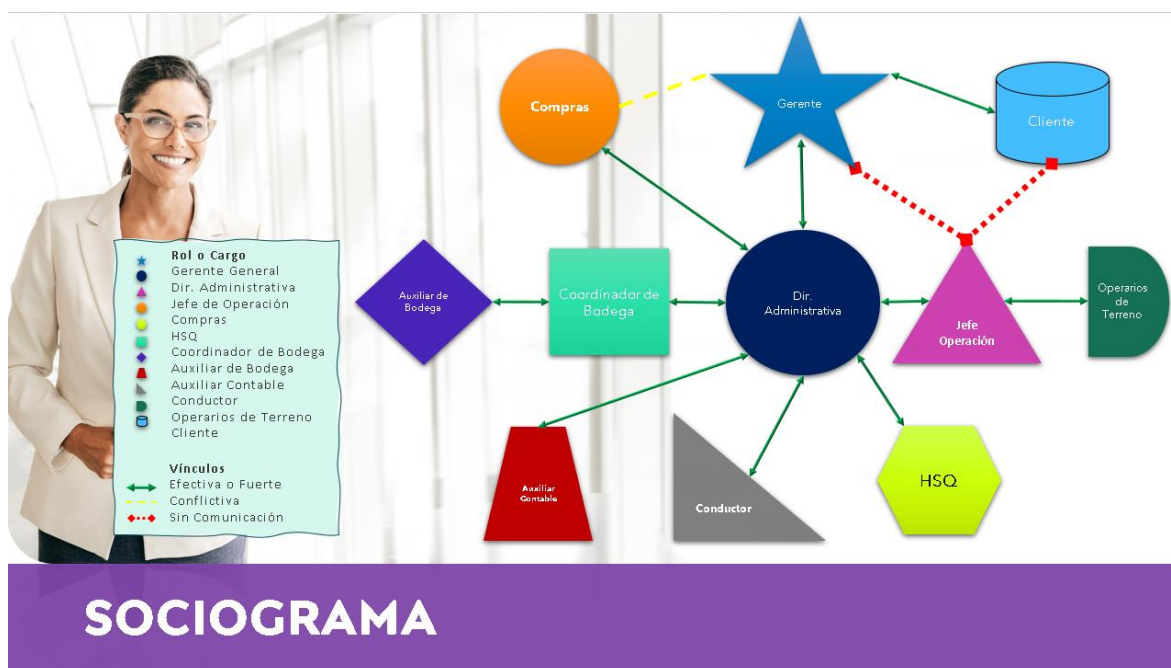 Compras
Gerente
Cliente
Rol o Cargo
Gerente General
Dir. Administrativa
Jefe de Operación
Compras
HSQ
Coordinador de Bodega
Auxiliar de Bodega
Auxiliar Contable
Conductor
Operarios de Terreno
Cliente
Vínculos
Efectiva o Fuerte
Conflictiva
Sin Comunicación
Auxiliar de
Bodega
Coordinador de
Bodega
Dir.
Administrativa
Jefe
Operación
Operarios
de
Terreno
Auxiliar
Contable
Conductor
HSQ
SOCIOGRAMA